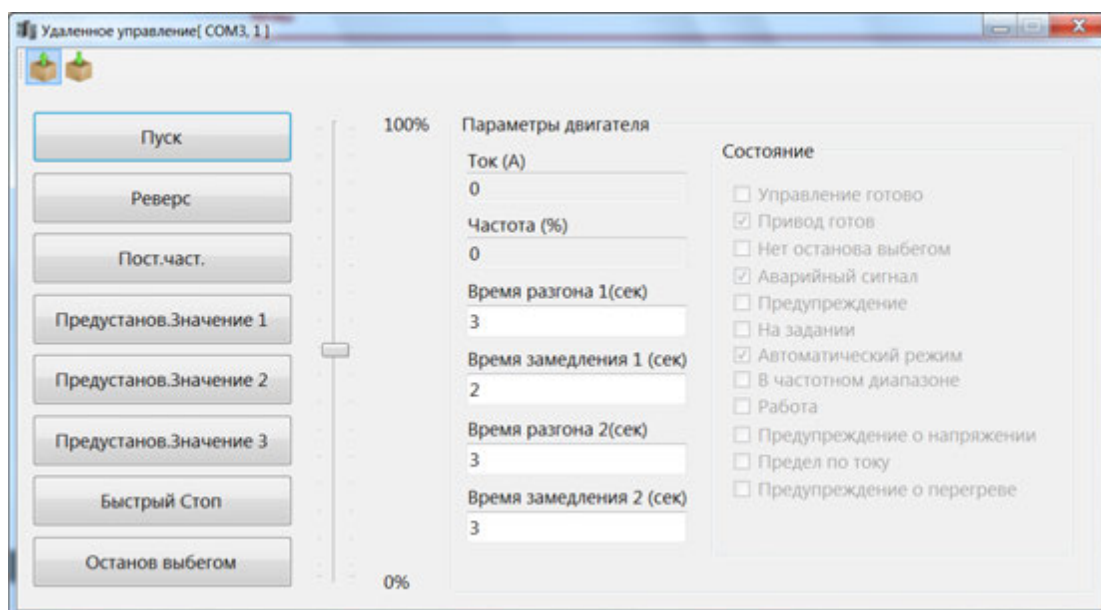 Удаленное управление[ COM3, 1 ]
Пуск
Реверс
Пост.част.
Предустанов.Значение 1
Предустанов.Значение 2
Предустанов.Значение 3
Быстрый Стоп
Останов выбегом
100%
0%
Параметры двигателя
Ток (А)
0
Частота (%)
0
Время разгона 1(сек)
3
Время замедления 1 (сек)
2
Время разгона 2(сек)
3
Время замедления 2 (сек)
3
Состояние
Управление готово
Привод готов
Нет останова выбегом
Аварийный сигнал
Предупреждение
На задании
Автоматический режим
В частотном диапазоне
Работа
Предупреждение о напряжении
Предел по току
Предупреждение о перегреве